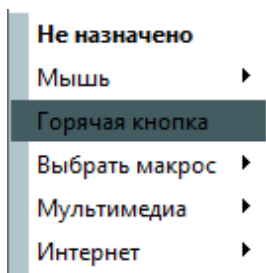 Не назначено
Мышь
Горячая кнопка
Выбрать макрос
Мультимедиа
Интернет